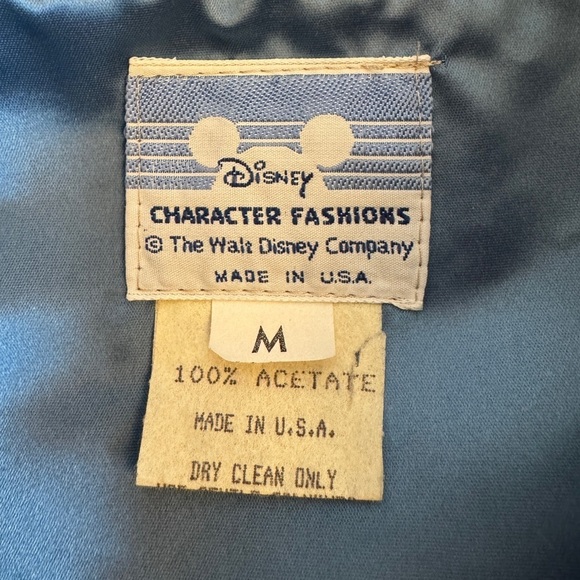 Disney
CHARACTER FASHIONS
© The Walt Disney Company
MADE IN U.S.A.
M
100% ACETATE
MADE IN U.S.A.
DRY CLEAN ONLY